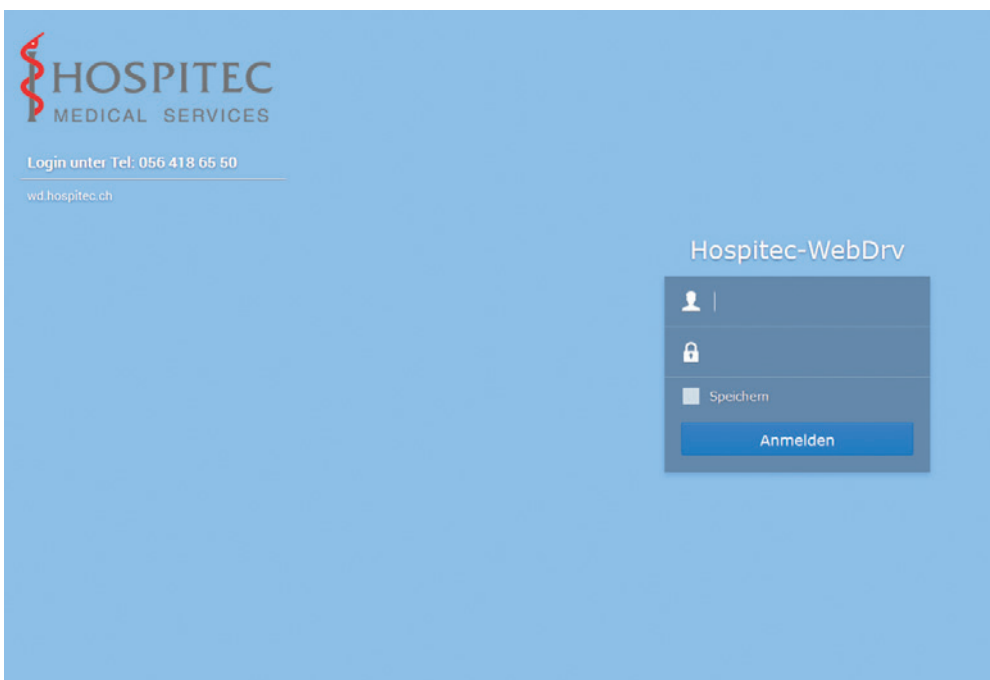 HOSPITEC
MEDICAL SERVICES
Login unter Tel: 056 418 65 50
wd.hospitec.ch
Hospitec-WebDrv
Speichern
Anmelden